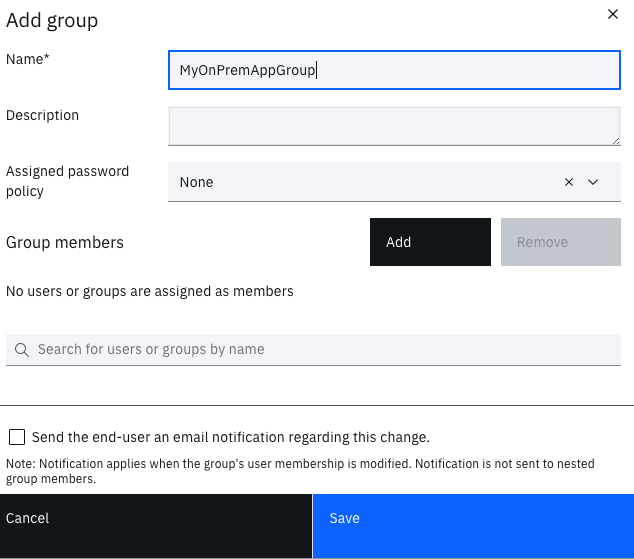 Add group
Name*
MyOnPremAppGroup
Description
Assigned password
policy
None
Group members
Add
Remove
No users or groups are assigned as members
Search for users or groups by name
Send the end-user an email notification regarding this change.
Note: Notification applies when the group's user membership is modified. Notification is not sent to nested
group members.
Cancel
Save